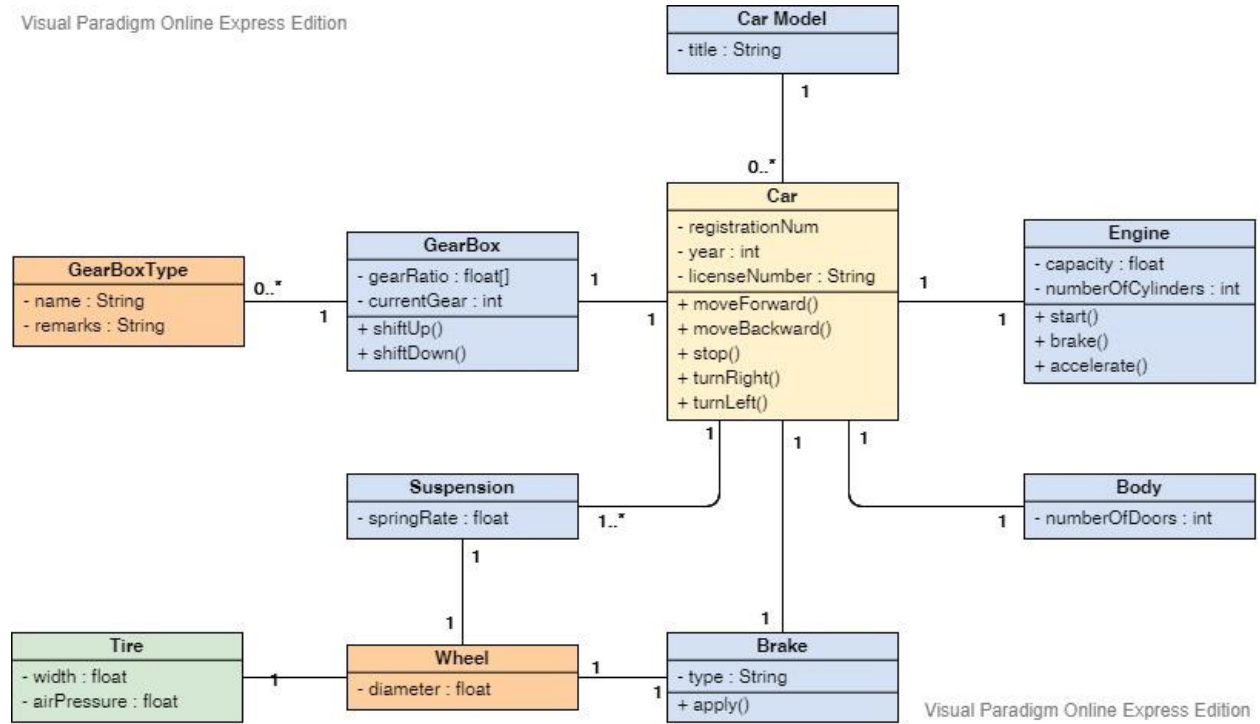 Visual Paradigm Online Express Edition
Car Model
- title : String
1
0..*
Car
- registrationNum
- year : int
- licenseNumber : String
+ moveForward()
+ moveBackward()
+ stop()
+ turnRight()
+ turnLeft()
GearBoxType
- name : String
- remarks : String
0..*
1
GearBox
- gearRatio : float[]
- currentGear : int
+ shiftUp()
+ shiftDown()
1
1
1
1
Engine
- capacity : float
- numberOfCylinders : int
+ start()
+ brake()
+ accelerate()
1
1
1
Suspension
- springRate : float
1..*
1
Body
- numberOfDoors : int
1
1
1
Tire
- width : float
- airPressure : float
1
Wheel
- diameter : float
1
1
Brake
- type : String
+ apply()
Visual Paradigm Online Express Edition